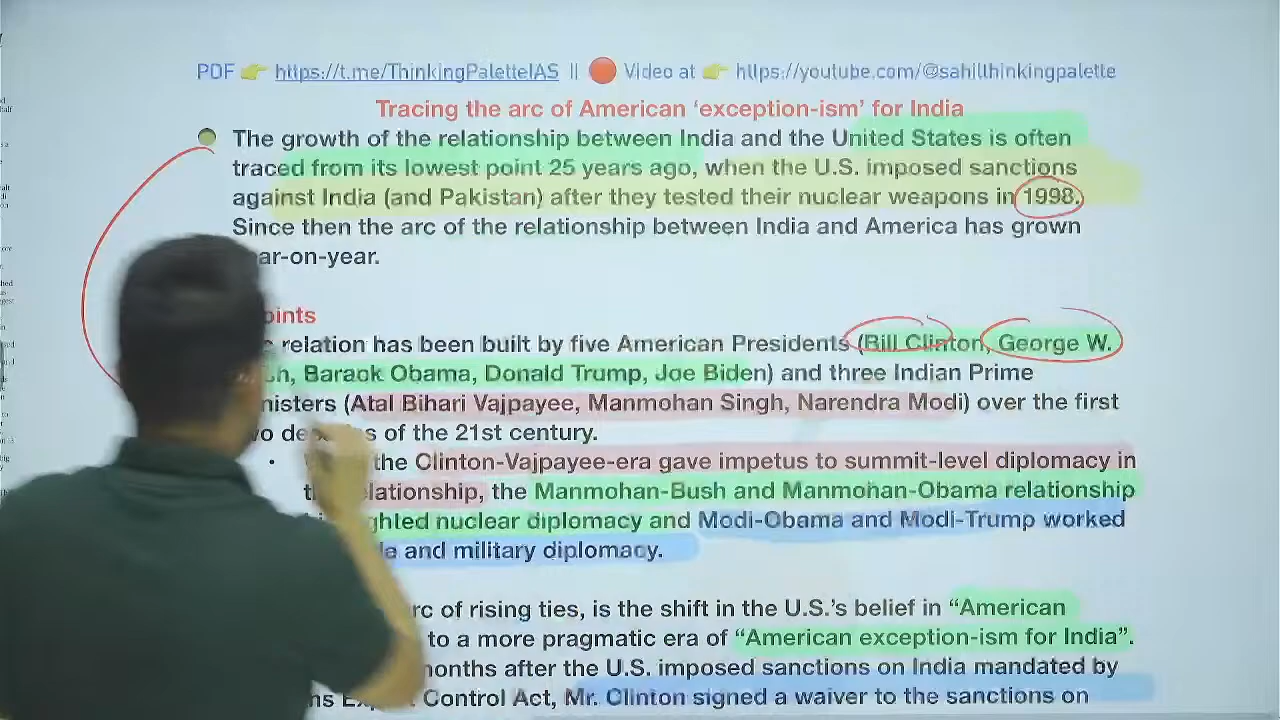 PDF 👉 https://t.me/ThinkingPaletteIAS || 🔴 Video at 👉 https://youtube.com/@sahilthinkingpalette
Tracing the arc of American ‘exception-ism’ for India
The growth of the relationship between India and the United States is often
traced from its lowest point 25 years ago, when the U.S. imposed sanctions
against India (and Pakistan) after they tested their nuclear weapons in 1998.
Since then the arc of the relationship between India and America has grown
ar-on-year.
oints
relation has been built by five American Presidents (Bill Clinton, George W.
h, Barack Obama, Donald Trump, Joe Biden) and three Indian Prime
nisters (Atal Bihari Vajpayee, Manmohan Singh, Narendra Modi) over the first
of the 21st century.
• the Clinton-Vajpayee-era gave impetus to summit-level diplomacy in
lationship, the Manmohan-Bush and Manmohan-Obama relationship
ghted nuclear diplomacy and Modi-Obama and Modi-Trump worked
and military diplomacy.
rc of rising ties, is the shift in the U.S.’s belief in “American
to a more pragmatic era of “American exception-ism for India”.
onths after the U.S. imposed sanctions on India mandated by
Control Act, Mr. Clinton signed a waiver to the sanctions on